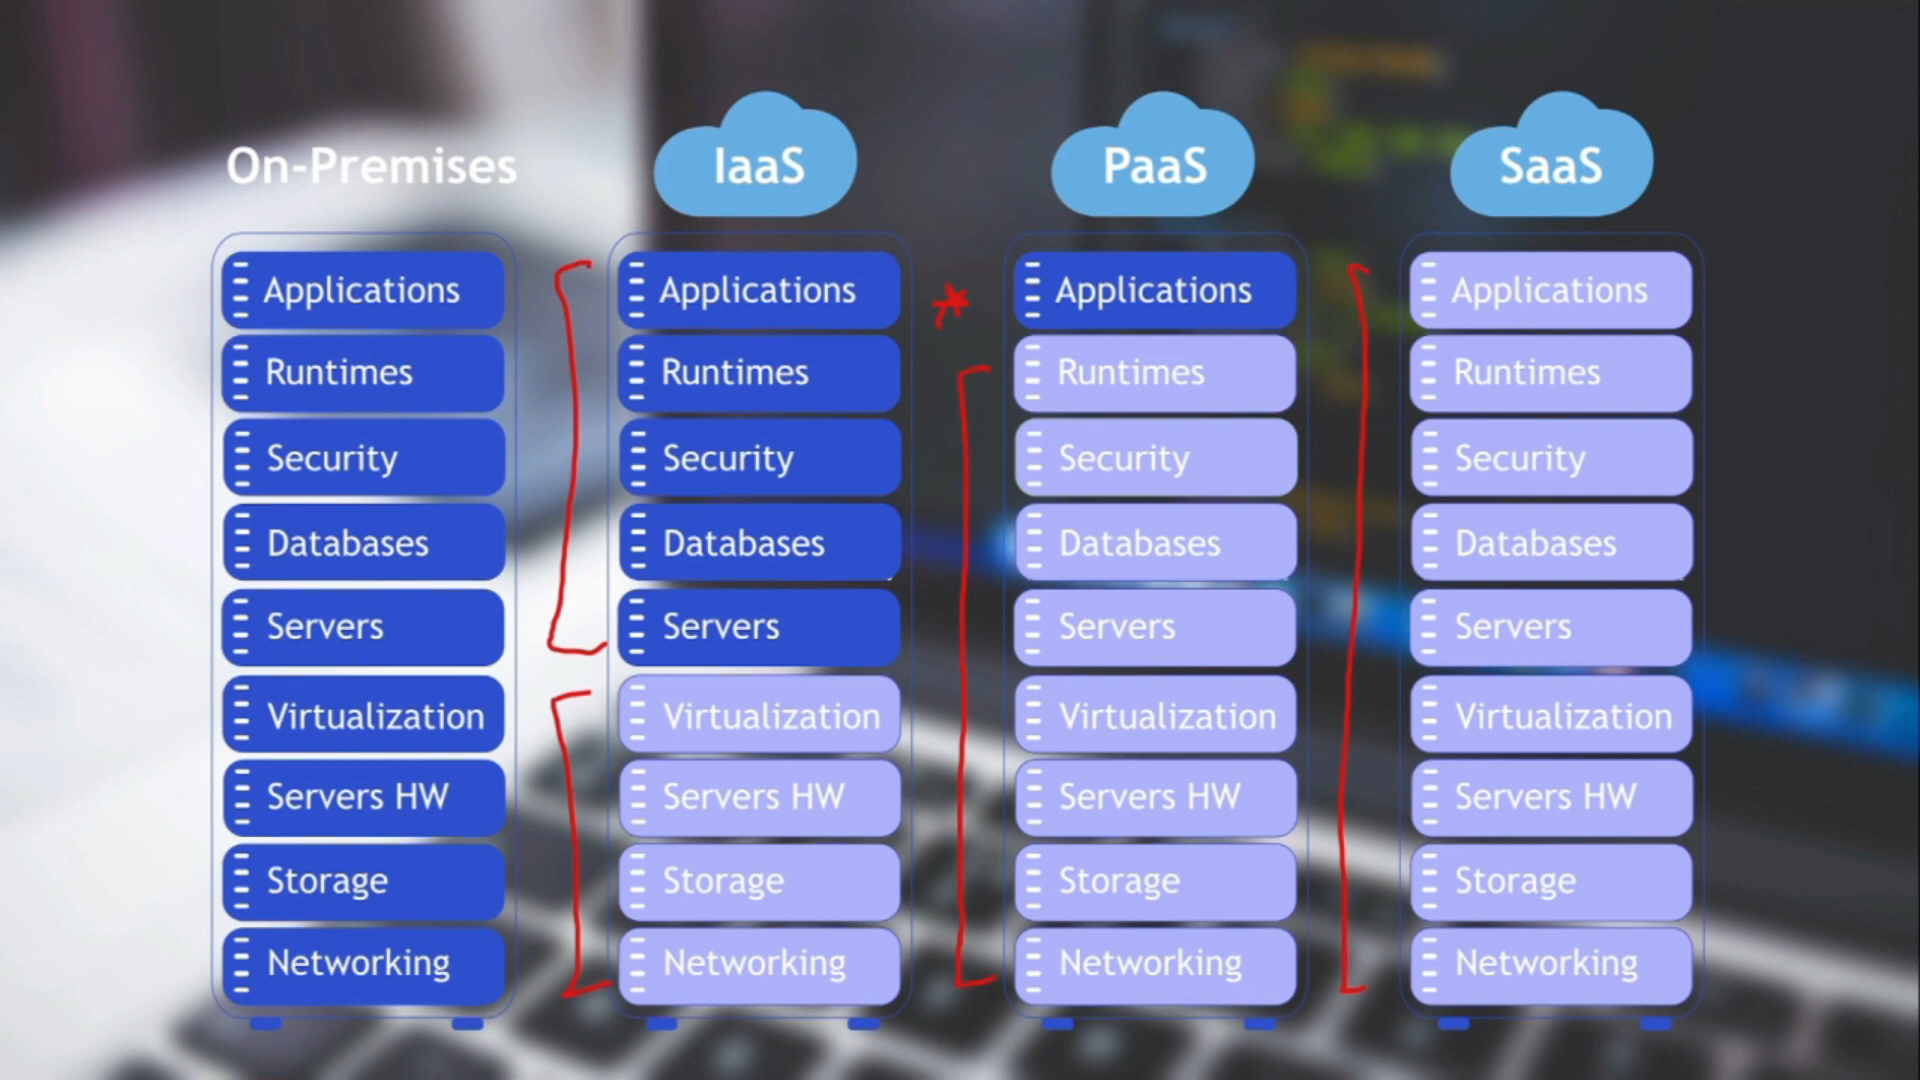 On-Premises
IaaS
PaaS
SaaS
Applications
Runtimes
Security
Databases
Servers
Virtualization
Servers HW
Storage
Networking
Applications
Runtimes
Security
Databases
Servers
Virtualization
Servers HW
Storage
Networking
*
Applications
Runtimes
Security
Databases
Servers
Virtualization
Servers HW
Storage
Networking
Applications
Runtimes
Security
Databases
Servers
Virtualization
Servers HW
Storage
Networking